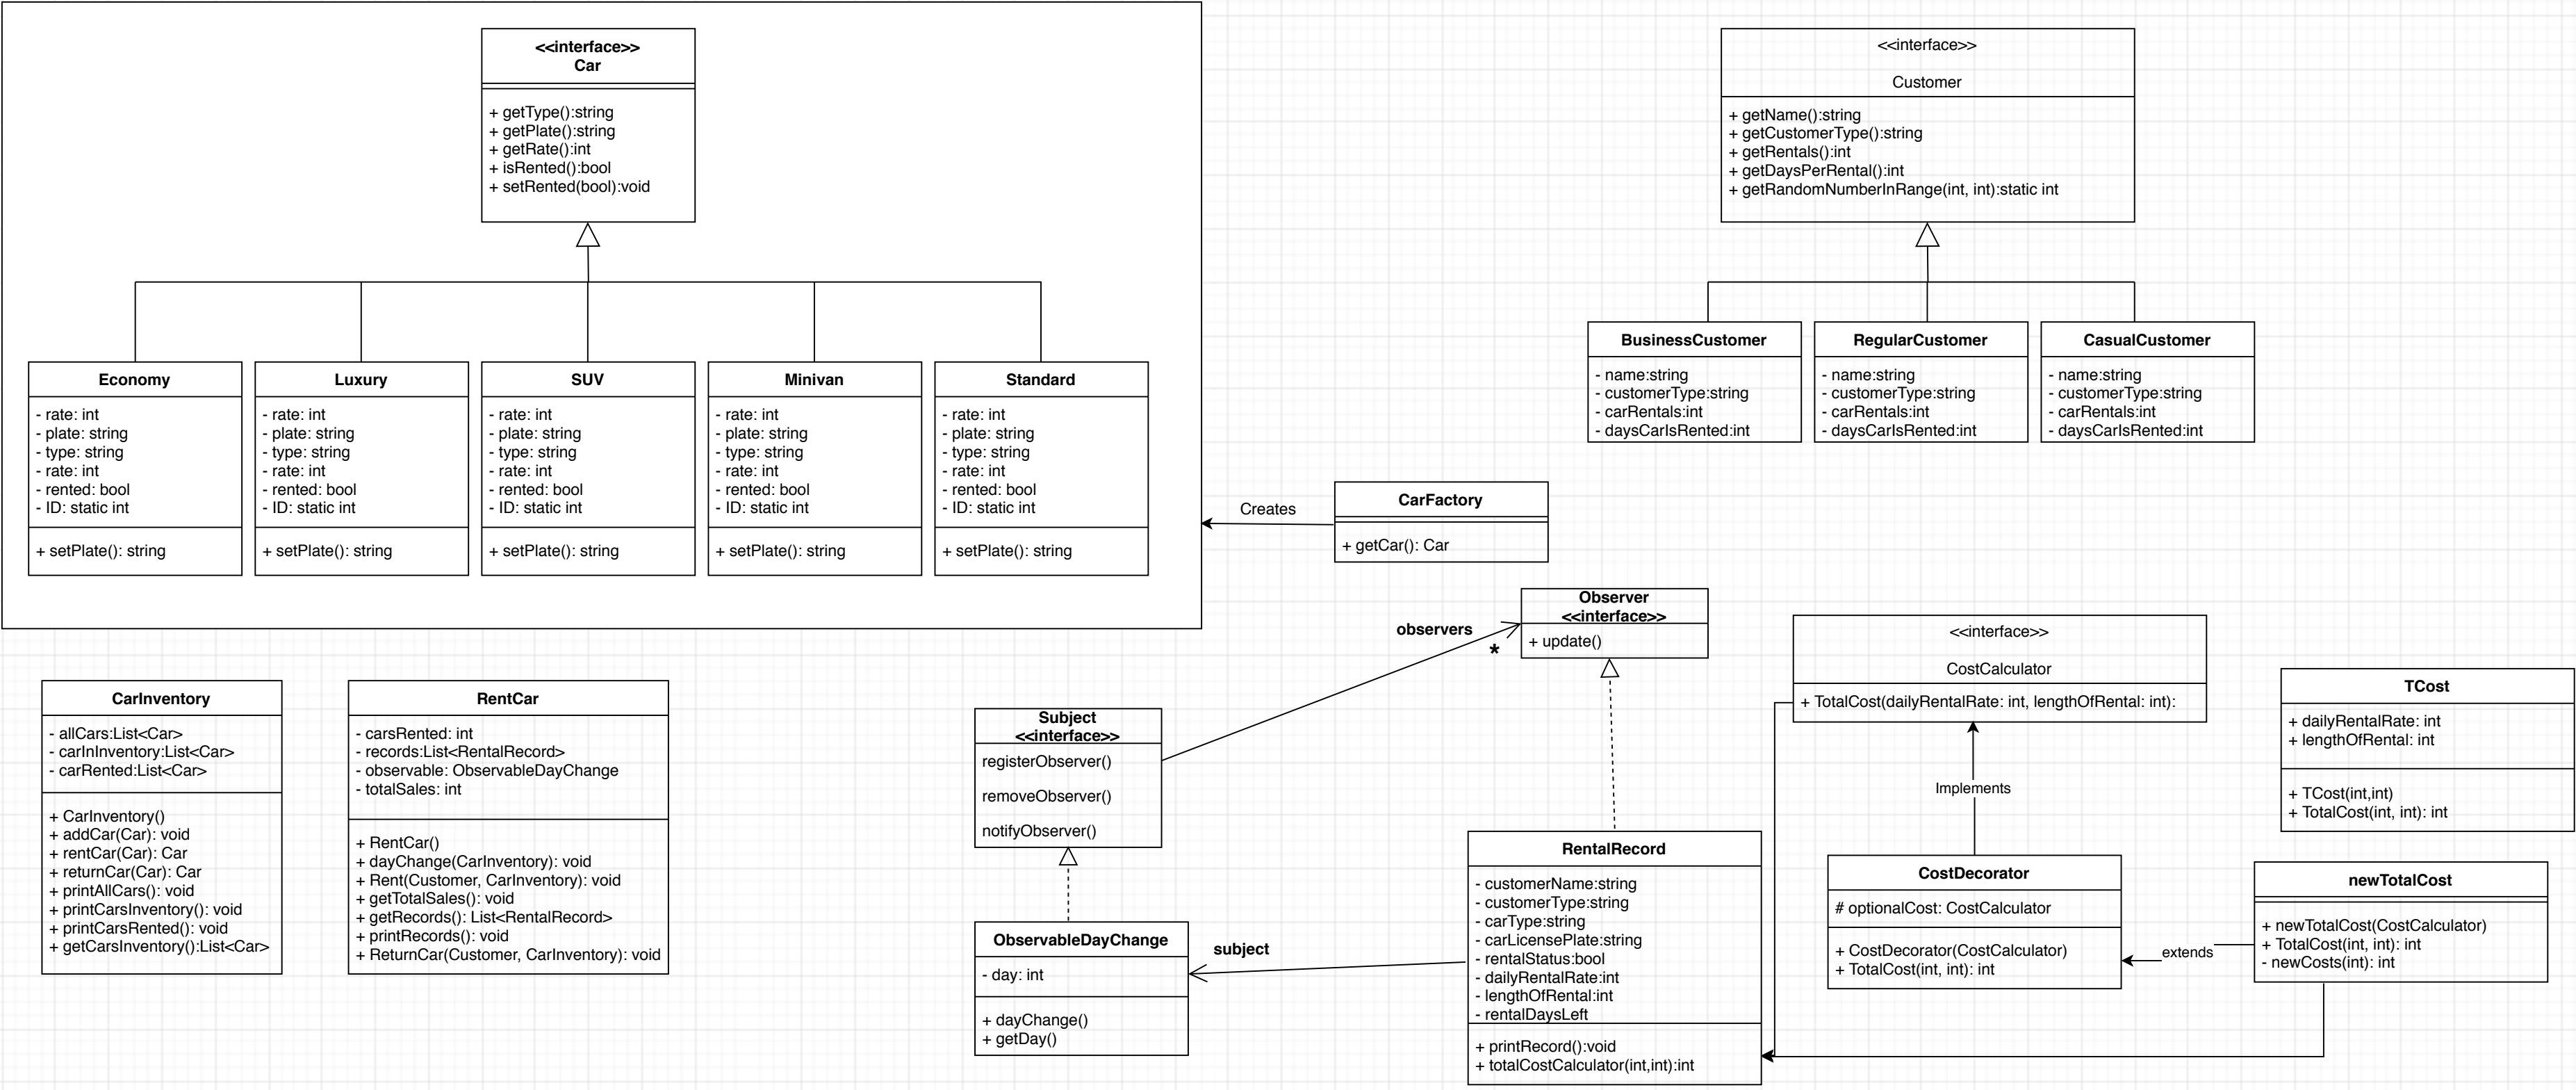 <<interface>>
Car
+ getType():string
+ getPlate():string
+ getRate():int
+ isRented():bool
+ setRented(bool):void
Economy
- rate: int
- plate: string
- type: string
- rate: int
- rented: bool
- ID: static int
+ setPlate(): string
Luxury
- rate: int
- plate: string
- type: string
- rate: int
- rented: bool
- ID: static int
+ setPlate(): string
SUV
- rate: int
- plate: string
- type: string
- rate: int
- rented: bool
- ID: static int
+ setPlate(): string
Minivan
- rate: int
- plate: string
- type: string
- rate: int
- rented: bool
- ID: static int
+ setPlate(): string
Standard
- rate: int
- plate: string
- type: string
- rate: int
- rented: bool
- ID: static int
+ setPlate(): string
<<interface>>
Customer
+ getName():string
+ getCustomerType():string
+ getRentals():int
+ getDaysPerRental():int
+ getRandomNumberInRange(int, int):static int
BusinessCustomer
- name:string
- customerType:string
- carRentals:int
- daysCarIsRented:int
RegularCustomer
- name:string
- customerType:string
- carRentals:int
- daysCarIsRented:int
CasualCustomer
- name:string
- customerType:string
- carRentals:int
- daysCarIsRented:int
Creates
CarFactory
+ getCar(): Car
CarInventory
- allCars:List<Car>
- carInInventory:List<Car>
- carRented:List<Car>
+ CarInventory()
+ addCar(Car): void
+ rentCar(Car): Car
+ returnCar(Car): Car
+ printAllCars(): void
+ printCarsInventory(): void
+ printCarsRented(): void
+ getCarsInventory():List<Car>
RentCar
- carsRented: int
- records:List<RentalRecord>
- observable: ObservableDayChange
- totalSales: int
+ RentCar()
+ dayChange(CarInventory): void
+ Rent(Customer, CarInventory): void
+ getTotalSales(): void
+ getRecords(): List<RentalRecord>
+ printRecords(): void
+ ReturnCar(Customer, CarInventory): void
Subject
<<interface>>
registerObserver()
removeObserver()
notifyObserver()
observers
*
Observer
<<interface>>
+ update()
ObservableDayChange
- day: int
+ dayChange()
+ getDay()
subject
RentalRecord
- customerName:string
- customerType:string
- carType:string
- carLicensePlate:string
- rentalStatus:bool
- dailyRentalRate:int
- lengthOfRental:int
- rentalDaysLeft
+ printRecord():void
+ totalCostCalculator(int,int):int
<<interface>>
CostCalculator
+ TotalCost(dailyRentalRate: int, lengthOfRental: int):
Implements
CostDecorator
# optionalCost: CostCalculator
+ CostDecorator(CostCalculator)
+ TotalCost(int, int): int
extends
TCost
+ dailyRentalRate: int
+ lengthOfRental: int
+ TCost(int,int)
+ TotalCost(int, int): int
newTotalCost
+ newTotalCost(CostCalculator)
+ TotalCost(int, int): int
- newCosts(int): int